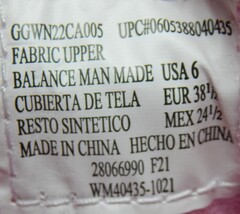 GGWN22CA005 UPC#0605388040435
FABRIC UPPER
BALANCE MAN MADE USA 6
CUBIERTA DE TELA EUR 38½
RESTO SINTETICO MEX 24½
MADE IN CHINA HECHO EN CHINA
28066990 F21
WM40435-1021